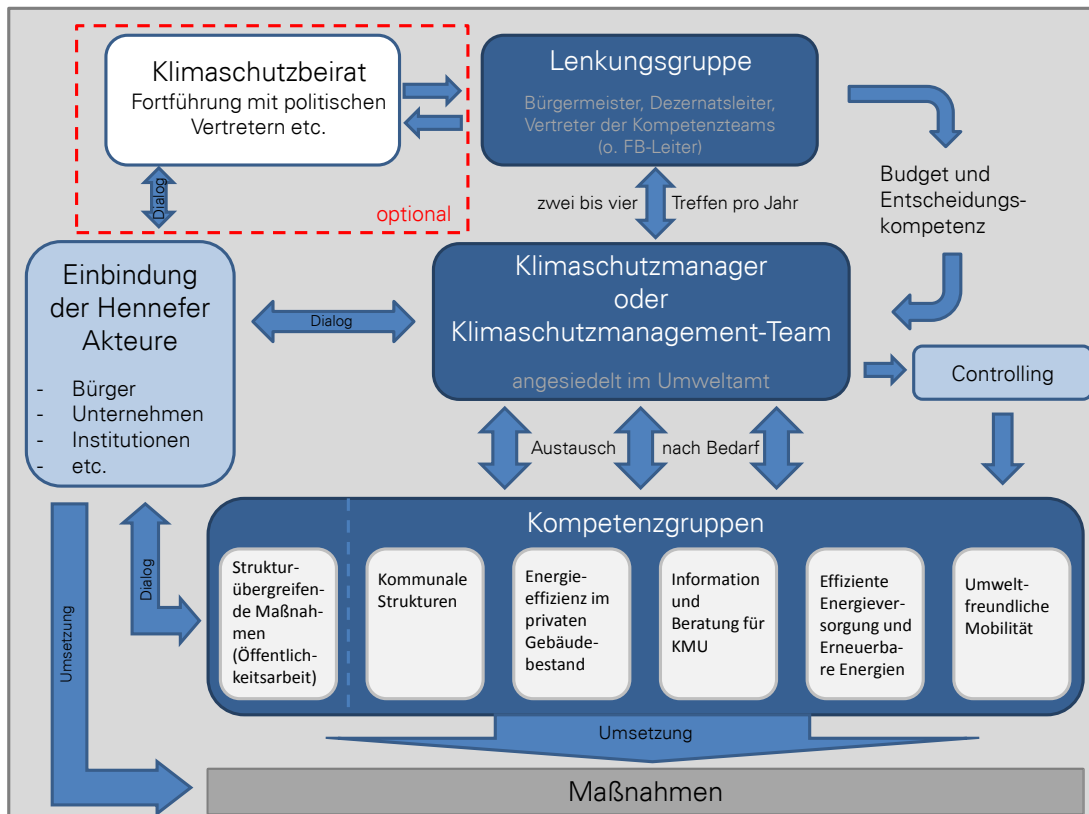 Klimaschutzbeirat
Fortführung mit politischen
Vertretern etc.
Lenkungsgruppe
Bürgermeister, Dezernatsleiter,
Vertreter der Kompetenzteams
(o. FB-Leiter)
Dialog
optional
zwei bis vier
Treffen pro Jahr
Budget und
Entscheidungs-
kompetenz
Einbindung
der Hennefer
Akteure
- Bürger
- Unternehmen
- Institutionen
- etc.
Dialog
Klimaschutzmanager
oder
Klimaschutzmanagement-Team
angesiedelt im Umweltamt
Controlling
Austausch
nach Bedarf
Umsetzung
Dialog
Kompetenzgruppen
Struktur-
übergreifen-
de Maßnah-
men
(Öffentlich-
keitsarbeit)
Kommunale
Strukturen
Energie-
effizienz im
privaten
Gebäude-
bestand
Information
und
Beratung für
KMU
Effiziente
Energiever-
sorgung und
Erneuerba-
re Energien
Umwelt-
freundliche
Mobilität
Umsetzung
Maßnahmen